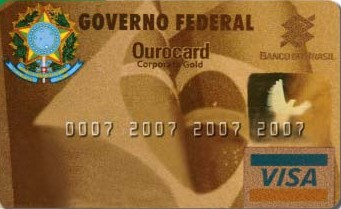 GOVERNO FEDERAL
Ourocard
Corporate Gold
BANCO DO BRASIL
0007 2007 2007 2007
VISA